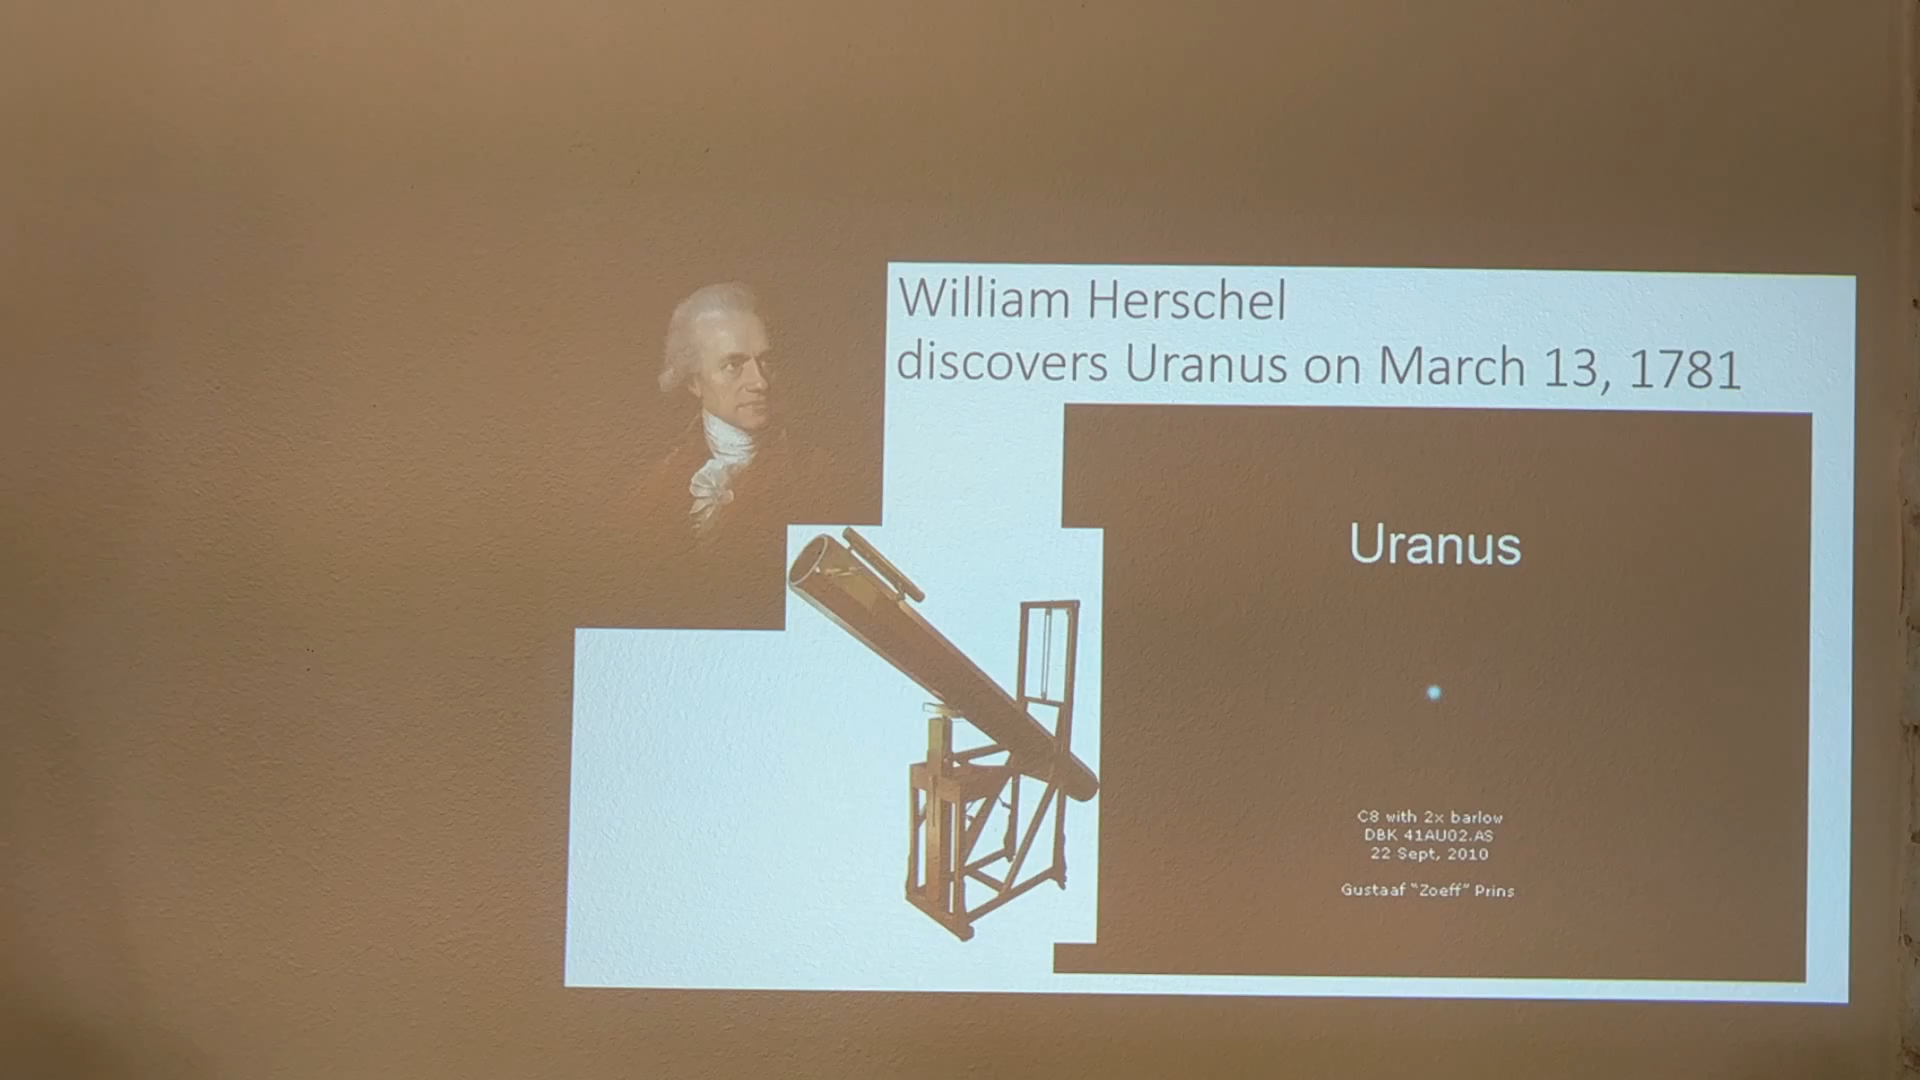 William Herschel
discovers Uranus on March 13, 1781
Uranus
C8 with 2x barlow
DBK 41AU02.AS
22 Sept, 2010
Gustaaf "Zoeff" Prins